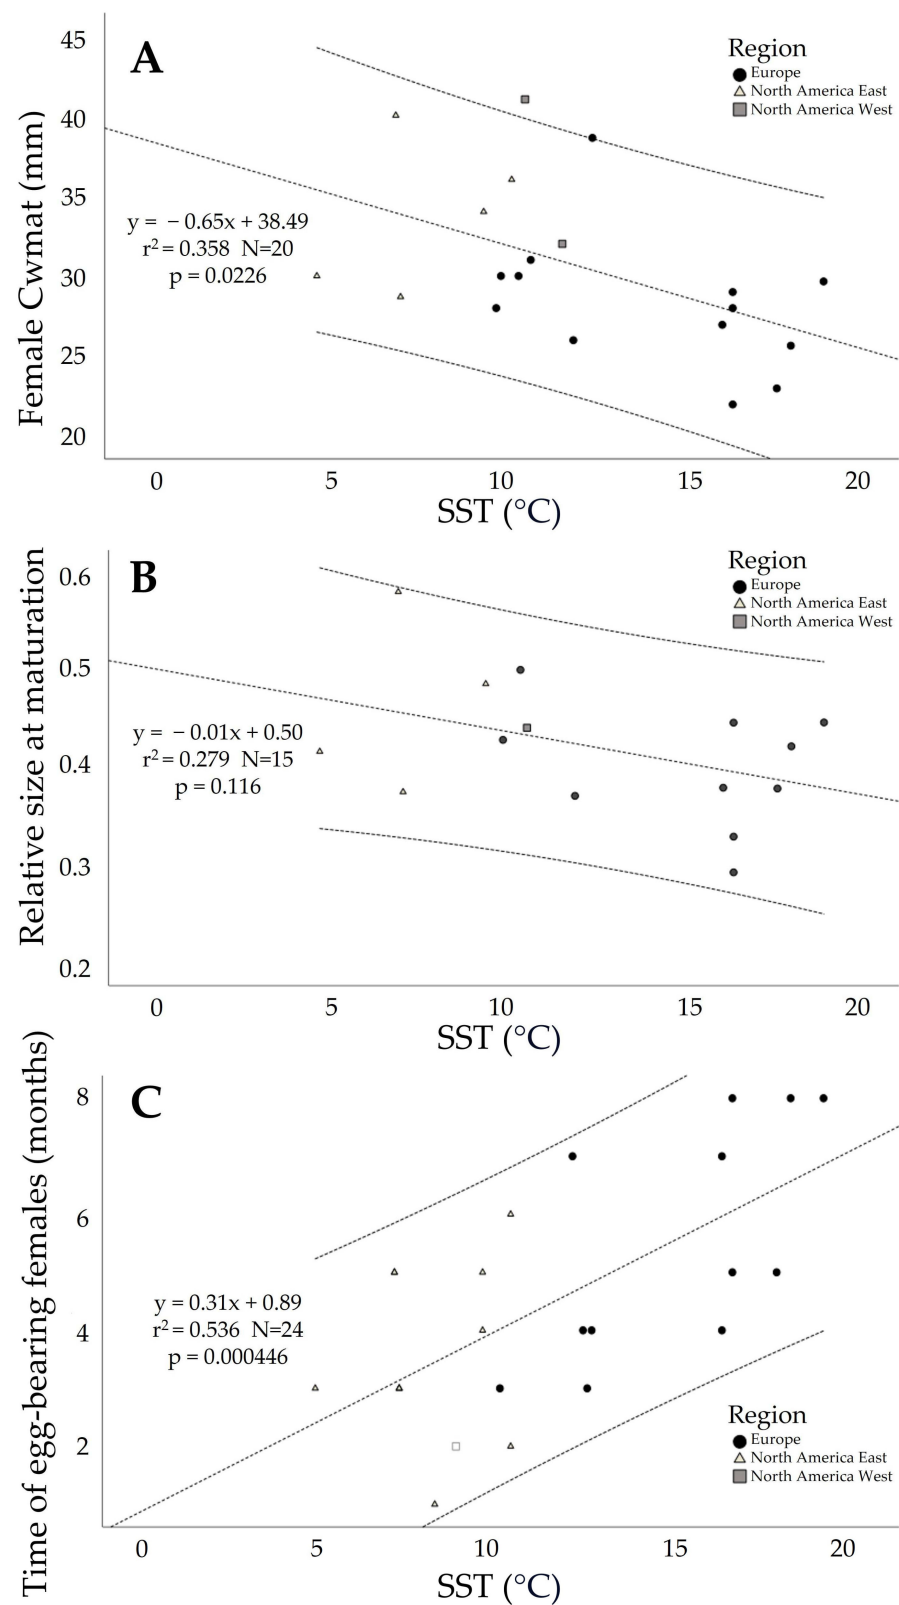 A
Region
Europe
North America East
North America West
45
40
35
30
25
20
Female Cwmat (mm)
y = −0.65x + 38.49
r² = 0.358 N=20
p = 0.0226
0 5 10 15 20
SST (°C)
B
Region
Europe
North America East
North America West
0.6
0.5
0.4
0.3
0.2
Relative size at maturation
y = −0.01x + 0.50
r² = 0.279 N=15
p = 0.116
0 5 10 15 20
SST (°C)
C
8
6
4
2
Time of egg-bearing females (months)
y = 0.31x + 0.89
r² = 0.536 N=24
p = 0.000446
Region
Europe
North America East
North America West
0 5 10 15 20
SST (°C)